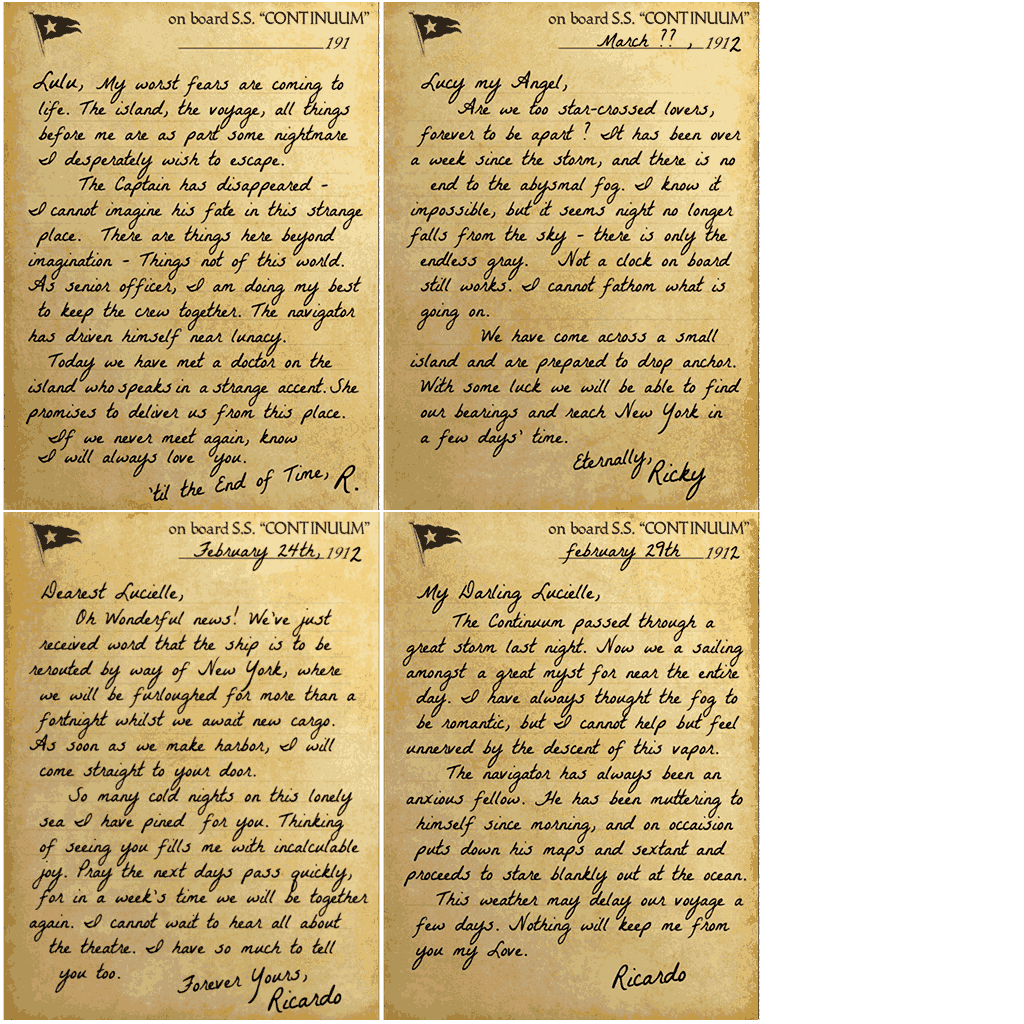 on board S.S. “CONTINUUM”
191
Lulu, My worst fears are coming to
life. The island, the voyage, all things
before me are as part some nightmare
I desperately wish to escape.
The Captain has disappeared -
I cannot imagine his fate in this strange
place. There are things here beyond
imagination - Things not of this world.
As senior officer, I am doing my best
to keep the crew together. The navigator
has driven himself near lunacy.
Today we have met a doctor on the
island who speaks in a strange accent. She
promises to deliver us from this place.
If we never meet again, know
I will always love you.
'til the End of Time, R.
on board S.S. “CONTINUUM”
March ?? , 1912
Lucy my Angel,
Are we too star-crossed lovers,
forever to be apart ? It has been over
a week since the storm, and there is no
end to the abysmal fog. I know it
impossible, but it seems night no longer
falls from the sky - there is only the
endless gray. Not a clock on board
still works. I cannot fathom what is
going on.
We have come across a small
island and are prepared to drop anchor.
With some luck we will be able to find
our bearings and reach New York in
a few days' time.
Eternally,
Ricky
on board S.S. “CONTINUUM”
February 24th, 1912
Dearest Lucielle,
Oh Wonderful news! We've just
received word that the ship is to be
rerouted by way of New York, where
we will be furloughed for more than a
fortnight whilst we await new cargo.
As soon as we make harbor, I will
come straight to your door.
So many cold nights on this lonely
sea I have pined for you. Thinking
of seeing you fills me with incalculable
joy. Pray the next days pass quickly,
for in a week's time we will be together
again. I cannot wait to hear all about
the theatre. I have so much to tell
you too.
Forever Yours,
Ricardo
on board S.S. “CONTINUUM”
february 29th 1912
My Darling Lucielle,
The Continuum passed through a
great storm last night. Now we a sailing
amongst a great myst for near the entire
day. I have always thought the fog to
be romantic, but I cannot help but feel
unnerved by the descent of this vapor.
The navigator has always been an
anxious fellow. He has been muttering to
himself since morning, and on occaision
puts down his maps and sextant and
proceeds to stare blankly out at the ocean.
This weather may delay our voyage a
few days. Nothing will keep me from
you my Love.
Ricardo